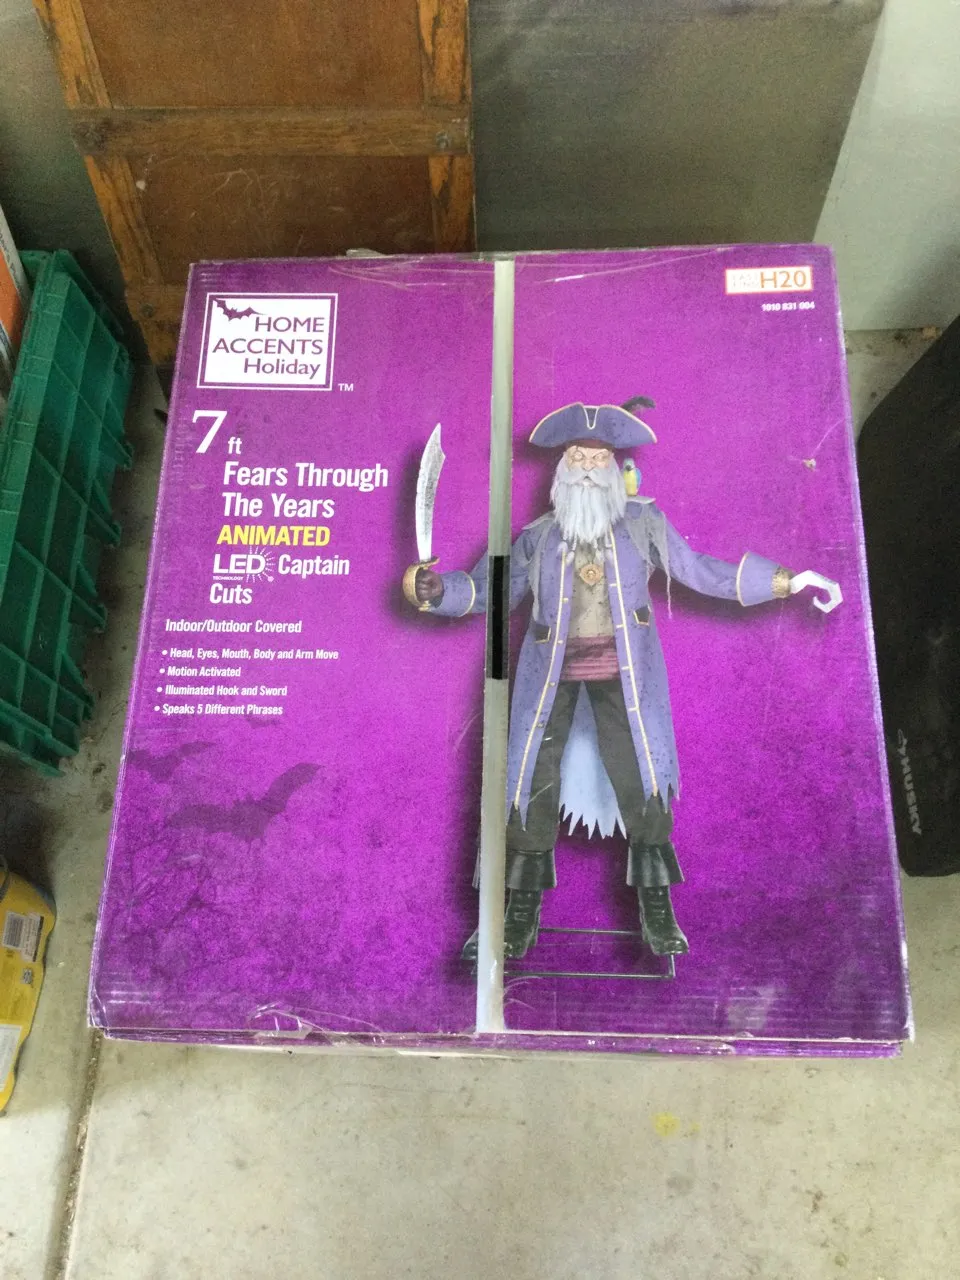 HOME
ACCENTS
Holiday
TM
7 ft
Fears Through
The Years
ANIMATED
LED Captain
TECHNOLOGY
Cuts
Indoor/Outdoor Covered
• Head, Eyes, Mouth, Body and Arm Move
• Motion Activated
• Illuminated Hook and Sword
• Speaks 5 Different Phrases
H20
1010 831 004
HUSKY